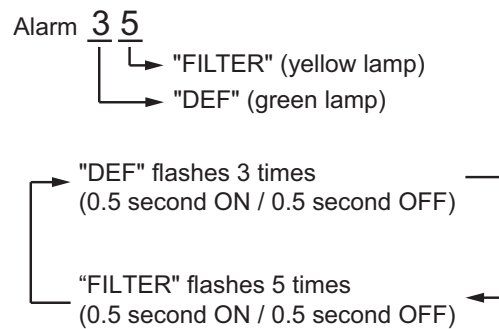 Alarm 3 5
"FILTER" (yellow lamp)
"DEF" (green lamp)
"DEF" flashes 3 times
(0.5 second ON / 0.5 second OFF)
“FILTER" flashes 5 times
(0.5 second ON / 0.5 second OFF)